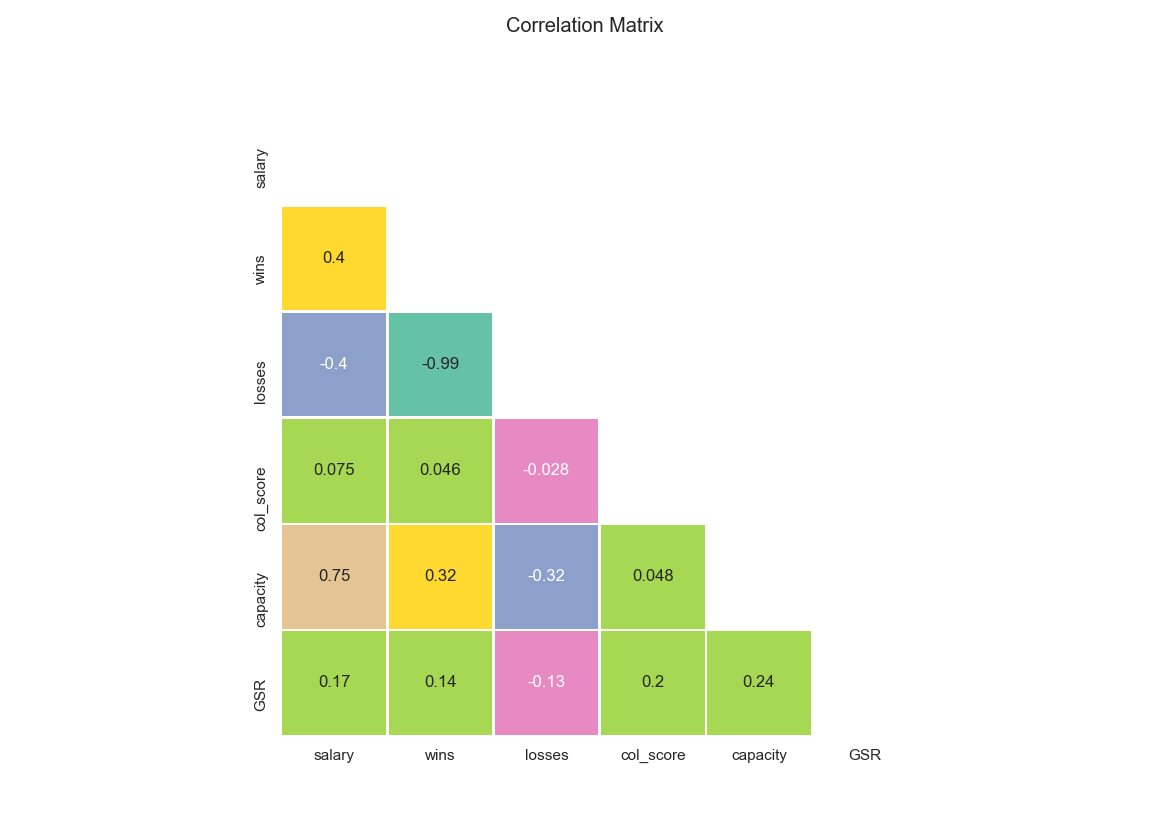 Correlation Matrix
salary
wins
0.4
losses
-0.4 -0.99
col_score
0.075 0.046 -0.028
capacity
0.75 0.32 -0.32 0.048
GSR
0.17 0.14 -0.13 0.2 0.24
salary wins losses col_score capacity GSR